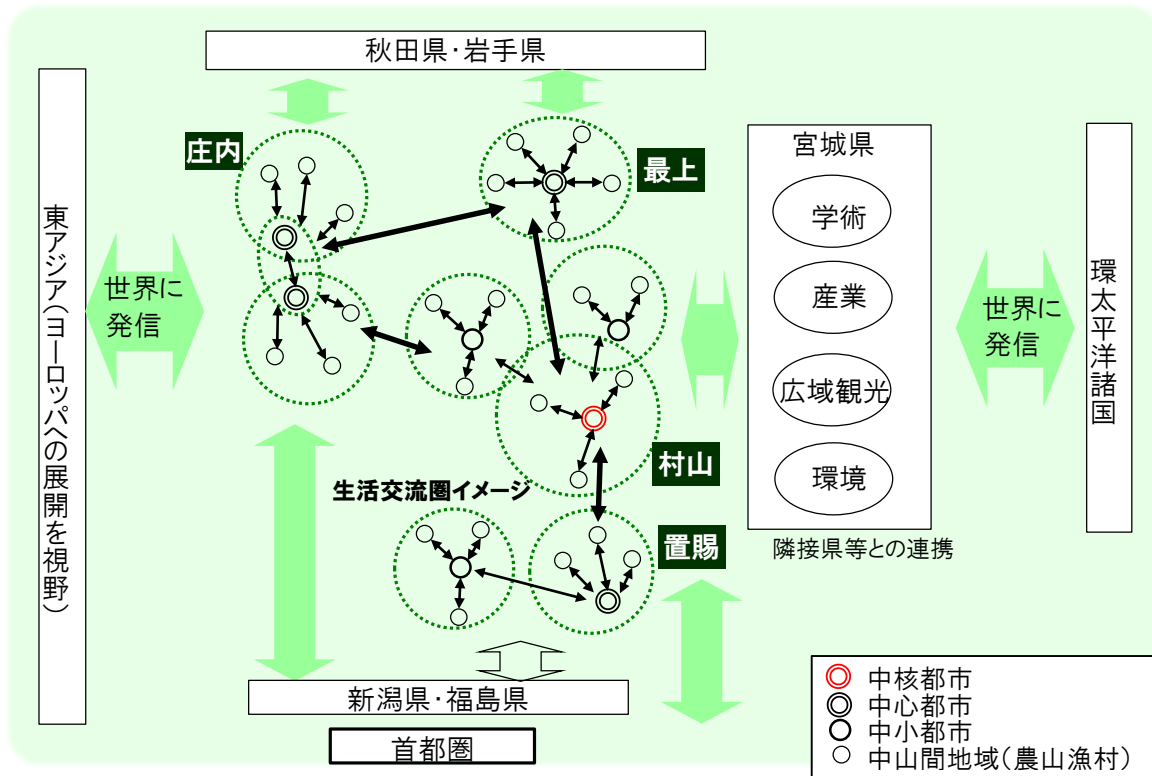 秋田県・岩手県
庄内
最上
東アジア(ヨーロッパへの展開を視野)
世界に
発信
宮城県
学術
産業
広域観光
環境
隣接県等との連携
世界に
発信
環太平洋諸国
村山
生活交流圏イメージ
置賜
新潟県・福島県
首都圏
中核都市
中心都市
中小都市
中山間地域(農山漁村)